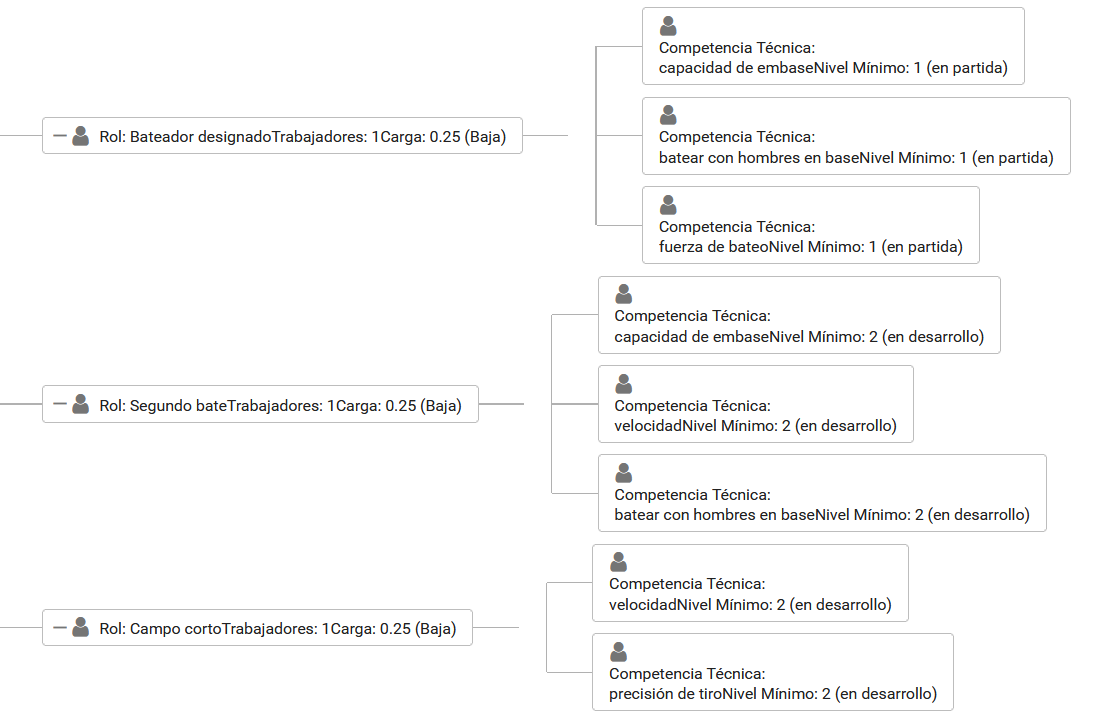 Rol: Bateador designadoTrabajadores: 1Carga: 0.25 (Baja)
Competencia Técnica:
capacidad de embaseNivel Mínimo: 1 (en partida)
Competencia Técnica:
batear con hombres en baseNivel Mínimo: 1 (en partida)
Competencia Técnica:
fuerza de bateoNivel Mínimo: 1 (en partida)
Rol: Segundo bateTrabajadores: 1Carga: 0.25 (Baja)
Competencia Técnica:
capacidad de embaseNivel Mínimo: 2 (en desarrollo)
Competencia Técnica:
velocidadNivel Mínimo: 2 (en desarrollo)
Competencia Técnica:
batear con hombres en baseNivel Mínimo: 2 (en desarrollo)
Rol: Campo cortoTrabajadores: 1Carga: 0.25 (Baja)
Competencia Técnica:
velocidadNivel Mínimo: 2 (en desarrollo)
Competencia Técnica:
precisión de tiroNivel Mínimo: 2 (en desarrollo)